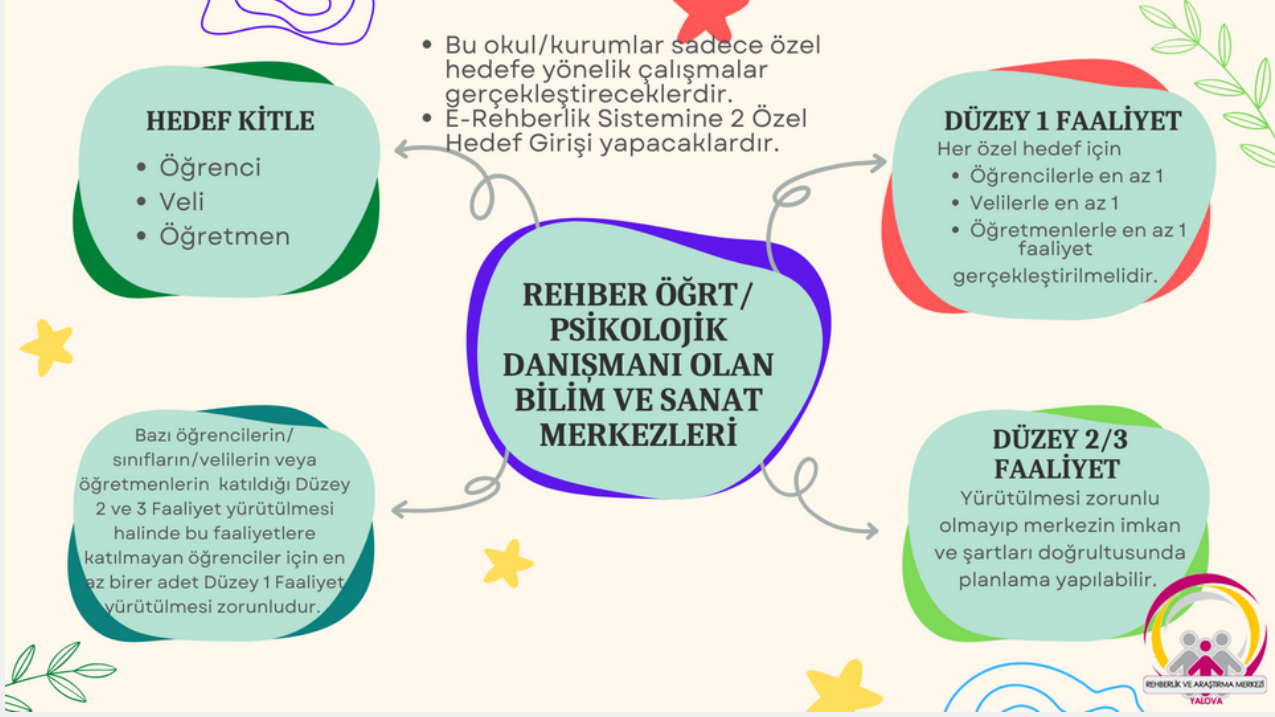 Bu okul/kurumlar sadece özel
hedefe yönelik çalışmalar
gerçekleştireceklerdir.
E-Rehberlik Sistemine 2 Özel
Hedef Girişi yapacaklardır.
HEDEF KİTLE
Öğrenci
Veli
Öğretmen
DÜZEY 1 FAALİYET
Her özel hedef için
Öğrencilerle en az 1
Velilerle en az 1
Öğretmenlerle en az 1
faaliyet
gerçekleştirilmelidir.
REHBER ÖĞRT/
PSİKOLOJİK
DANIŞMANI OLAN
BİLİM VE SANAT
MERKEZLERİ
Bazı öğrencilerin/
sınıfların/velilerin veya
öğretmenlerin katıldığı Düzey
2 ve 3 Faaliyet yürütülmesi
halinde bu faaliyetlere
katılmayan öğrenciler için en
az birer adet Düzey 1 Faaliyet
yürütülmesi zorunludur.
DÜZEY 2/3
FAALİYET
Yürütülmesi zorunlu
olmayıp merkezin imkan
ve şartları doğrultusunda
planlama yapılabilir.
REHBERLİK VE ARAŞTIRMA MERKEZİ
YALOVA